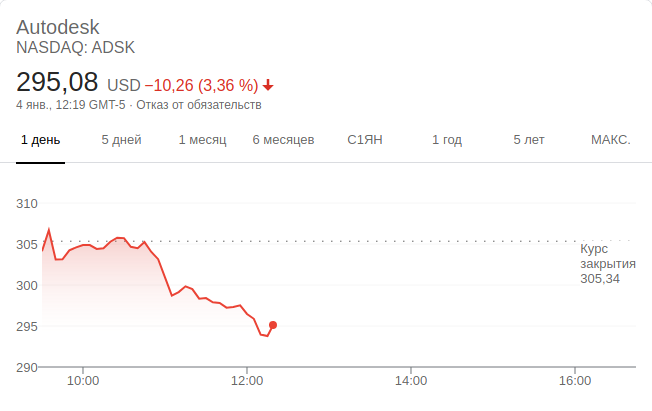 Autodesk
NASDAQ: ADSK
295,08 USD −10,26 (3,36 %)
4 янв., 12:19 GMT-5 · Отказ от обязательств
1 день 5 дней 1 месяц 6 месяцев С1ЯН 1 год 5 лет МАКС.
310
305
300
295
290
Курс
закрытия
305,34
10:00 12:00 14:00 16:00